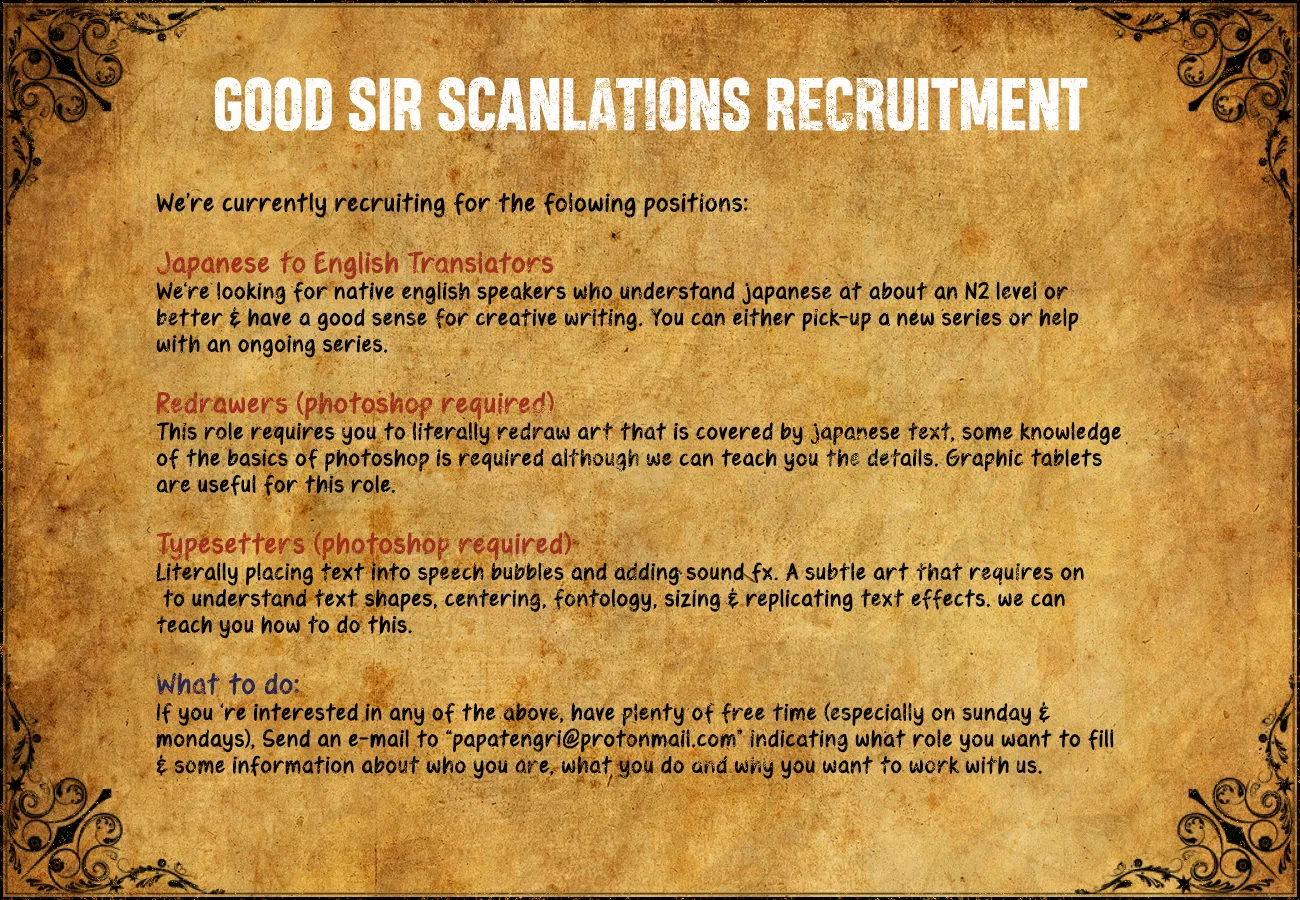 GOOD SIR SCANLATIONS RECRUITMENT
We're currently recruiting for the folowing positions:
Japanese to English Translators
We're looking for native english speakers who understand japanese at about an N2 level or
better & have a good sense for creative writing. You can either pick-up a new series or help
with an ongoing series.
Redrawers (photoshop required)
This role requires you to literally redraw art that is covered by japanese text, some knowledge
of the basics of photoshop is required although we can teach you the details. Graphic tablets
are useful for this role.
Typesetters (photoshop required)
Literally placing text into speech bubbles and adding sound fx. A subtle art that requires on
to understand text shapes, centering, fontology, sizing & replicating text effects. we can
teach you how to do this.
What to do:
If you 're interested in any of the above, have plenty of free time (especially on sunday &
mondays), Send an e-mail to "papatengri@protonmail.com" indicating what role you want to fill
& some information about who you are, what you do and why you want to work with us.